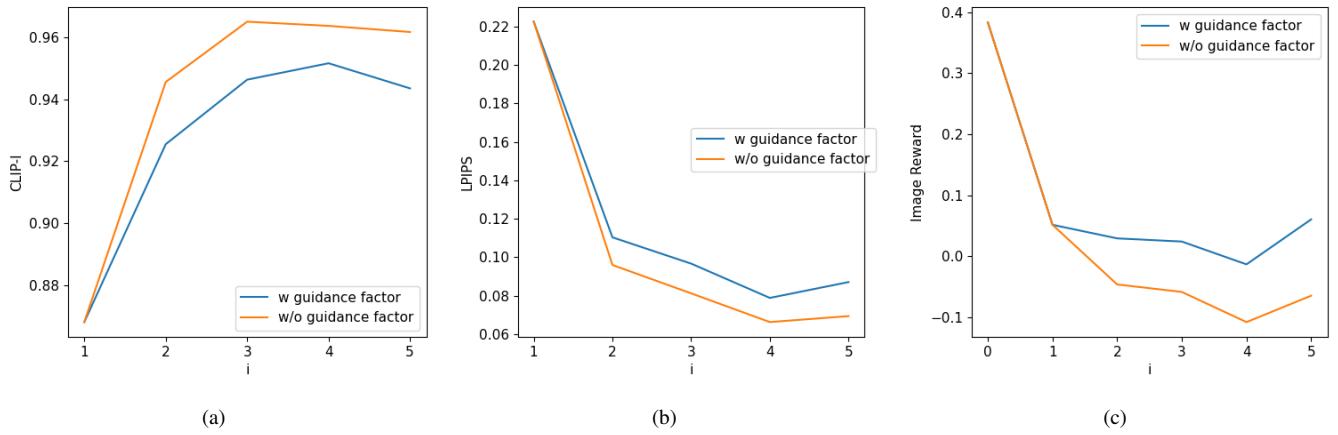 CLIP-I
0.96
0.94
0.92
0.90
0.88
1 2 3 4 5
i
w guidance factor
w/o guidance factor
(a)
LPIPS
0.22
0.20
0.18
0.16
0.14
0.12
0.10
0.08
0.06
1 2 3 4 5
i
w guidance factor
w/o guidance factor
(b)
Image Reward
0.4
0.3
0.2
0.1
0.0
−0.1
0 1 2 3 4 5
i
w guidance factor
w/o guidance factor
(c)